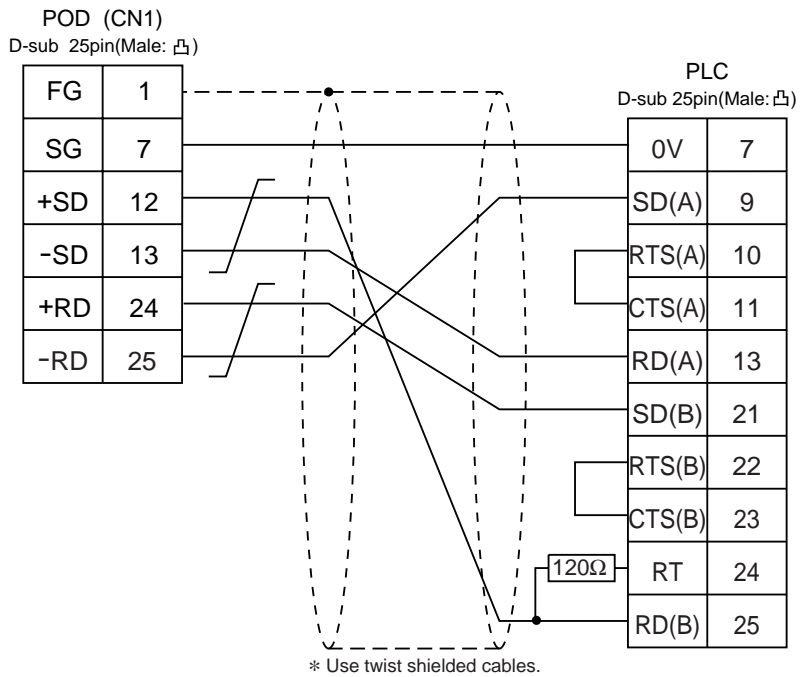 POD (CN1)
D-sub 25pin(Male: 凸)
FG 1
SG 7
+SD 12
-SD 13
+RD 24
-RD 25
PLC
D-sub 25pin(Male:凸)
0V 7
SD(A) 9
RTS(A) 10
CTS(A) 11
RD(A) 13
SD(B) 21
RTS(B) 22
CTS(B) 23
120Ω
RT 24
RD(B) 25
* Use twist shielded cables.